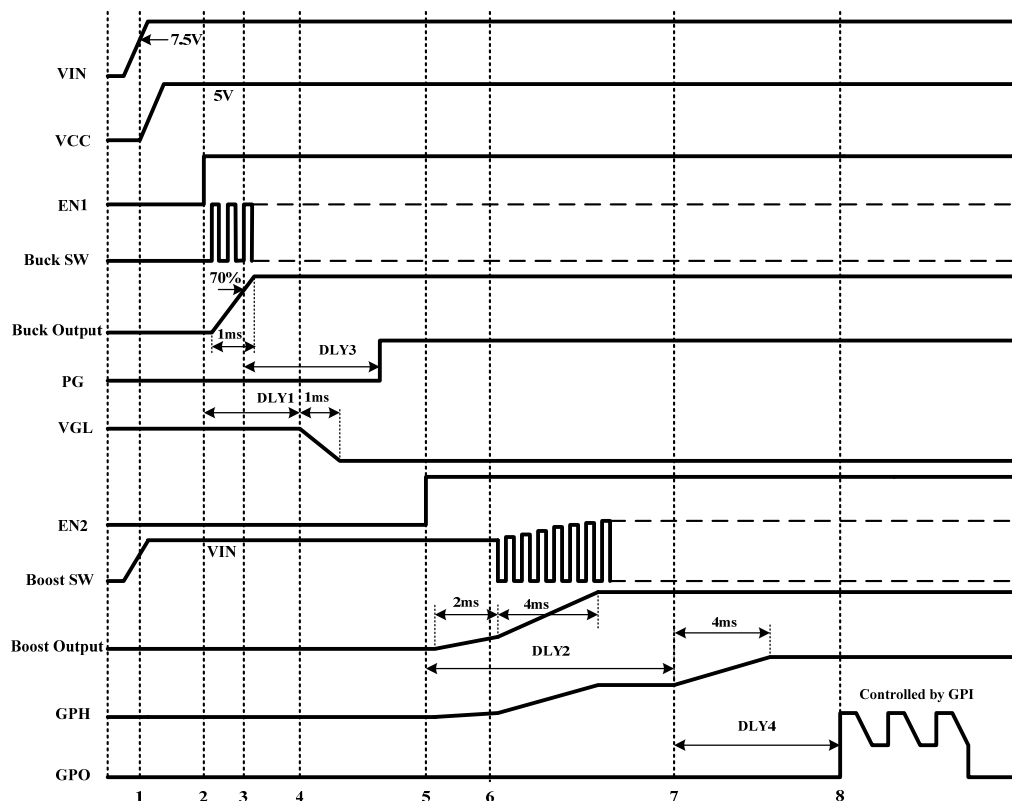 7.5V
VIN
5V
VCC
EN1
Buck SW
70%
Buck Output
1ms
DLY3
PG
DLY1
1ms
VGL
EN2
VIN
Boost SW
2ms
4ms
Boost Output
4ms
DLY2
Controlled by GPI
GPH
DLY4
GPO
1 2 3 4 5 6 7 8